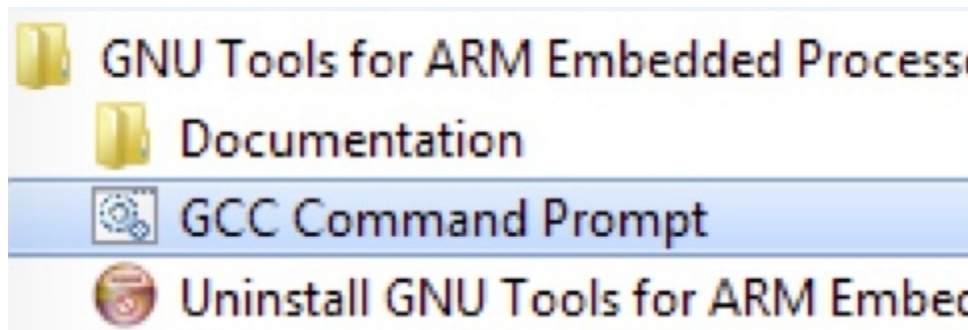 GNU Tools for ARM Embedded Process
Documentation
GCC Command Prompt
Uninstall GNU Tools for ARM Embed